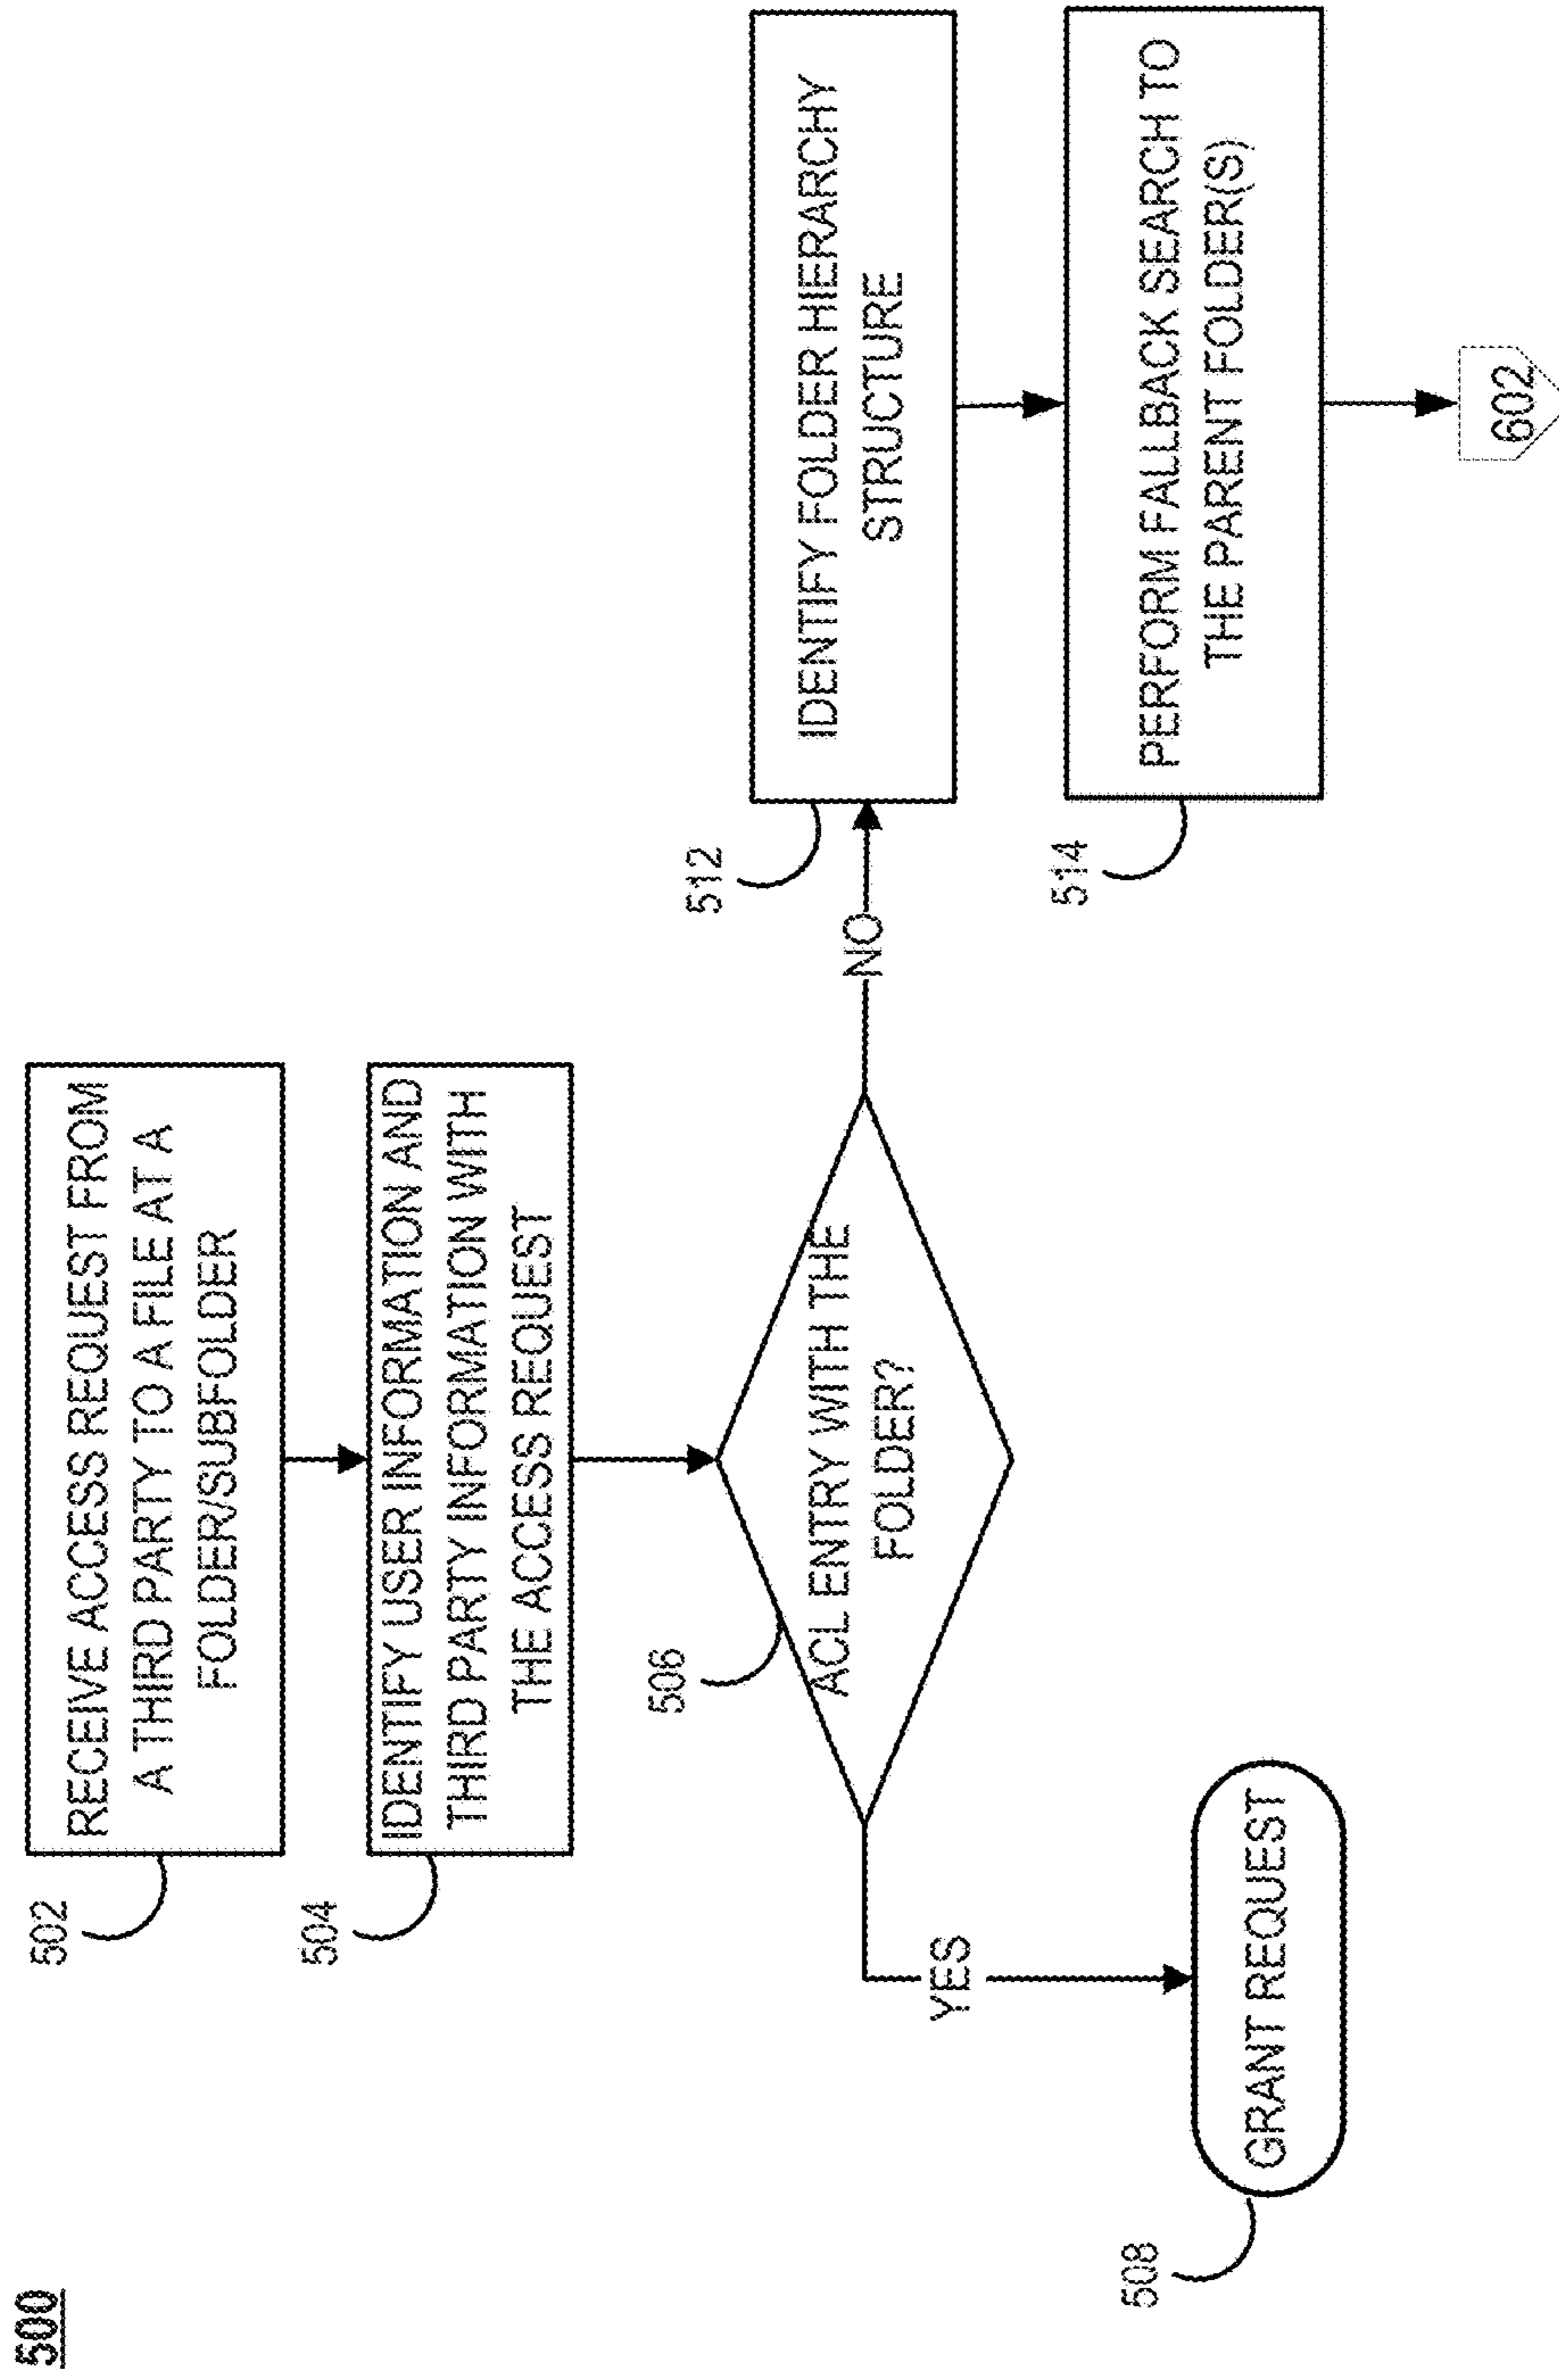 500
502
RECEIVE ACCESS REQUEST FROM
A THIRD PARTY TO A FILE AT A
FOLDER/SUBFOLDER
504
IDENTIFY USER INFORMATION AND
THIRD PARTY INFORMATION WITH
THE ACCESS REQUEST
506
ACL ENTRY WITH THE
FOLDER?
YES
NO
508
GRANT REQUEST
512
IDENTIFY FOLDER HIERARCHY
STRUCTURE
514
PERFORM FALLBACK SEARCH TO
THE PARENT FOLDER(S)
602